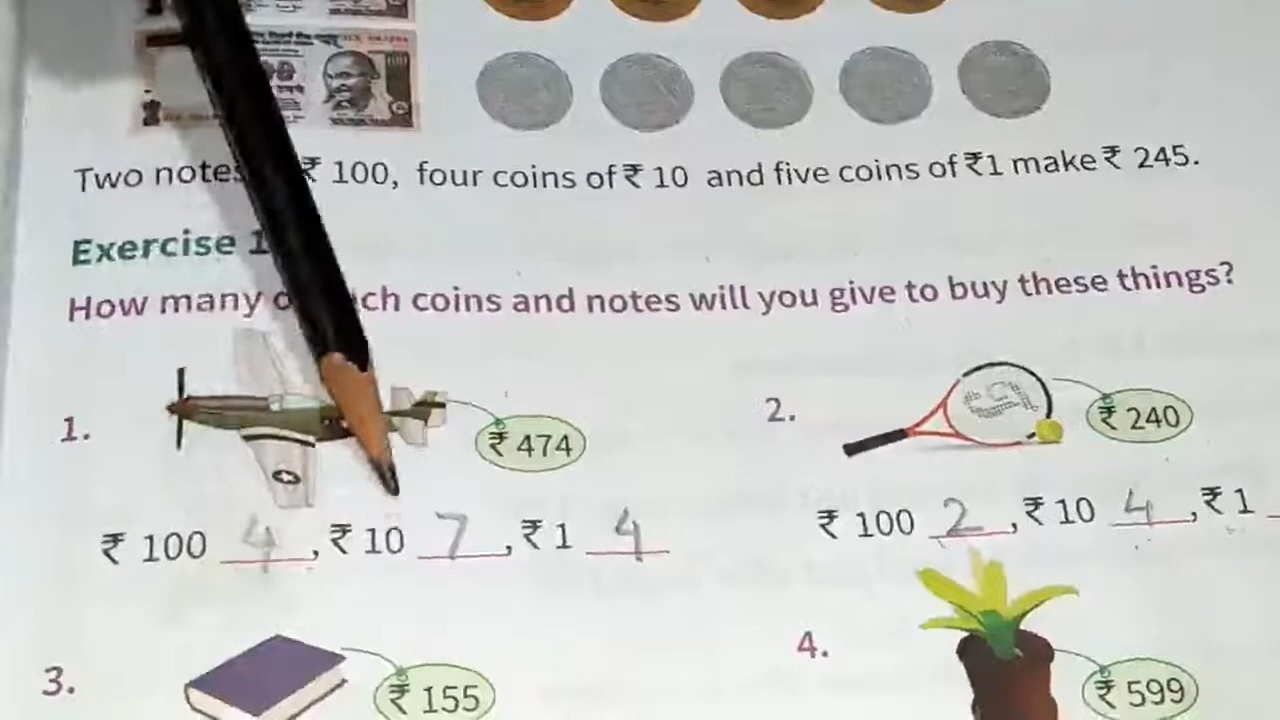 100
Two notes ₹ 100, four coins of ₹ 10 and five coins of ₹1 make ₹ 245.
Exercise 1
How many coins and notes will you give to buy these things?
1. ₹ 474
2. ₹ 240
₹ 100 4, ₹ 10 7, ₹ 1 4
₹ 100 2, ₹ 10 4, ₹ 1
3. ₹ 155
4. ₹ 599